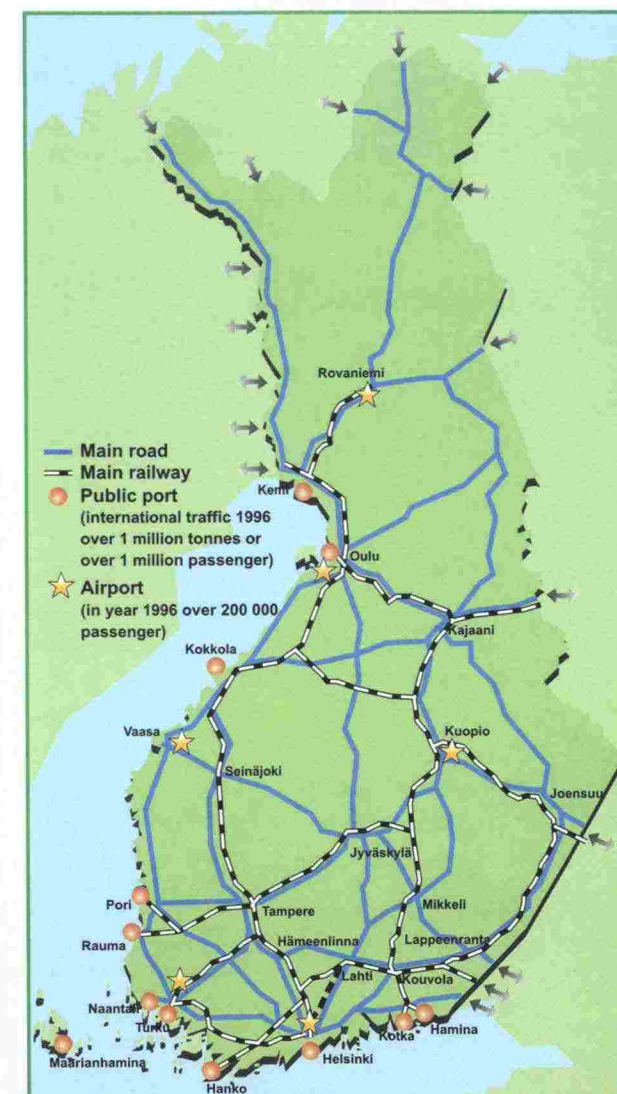 Rovaniemi
Main road
Main railway
Public port
(international traffic 1996
over 1 million tonnes or
over 1 million passenger)
Airport
(in year 1996 over 200 000
passenger)
Kemi
Oulu
Kajaani
Kokkola
Vaasa
Kuopio
Seinäjoki
Joensuu
Jyväskylä
Pori
Tampere
Mikkeli
Rauma
Hämeenlinna
Lappeenranta
Lahti
Kouvola
Naantali
Turku
Kotka
Hamina
Maarianhamina
Helsinki
Hanko